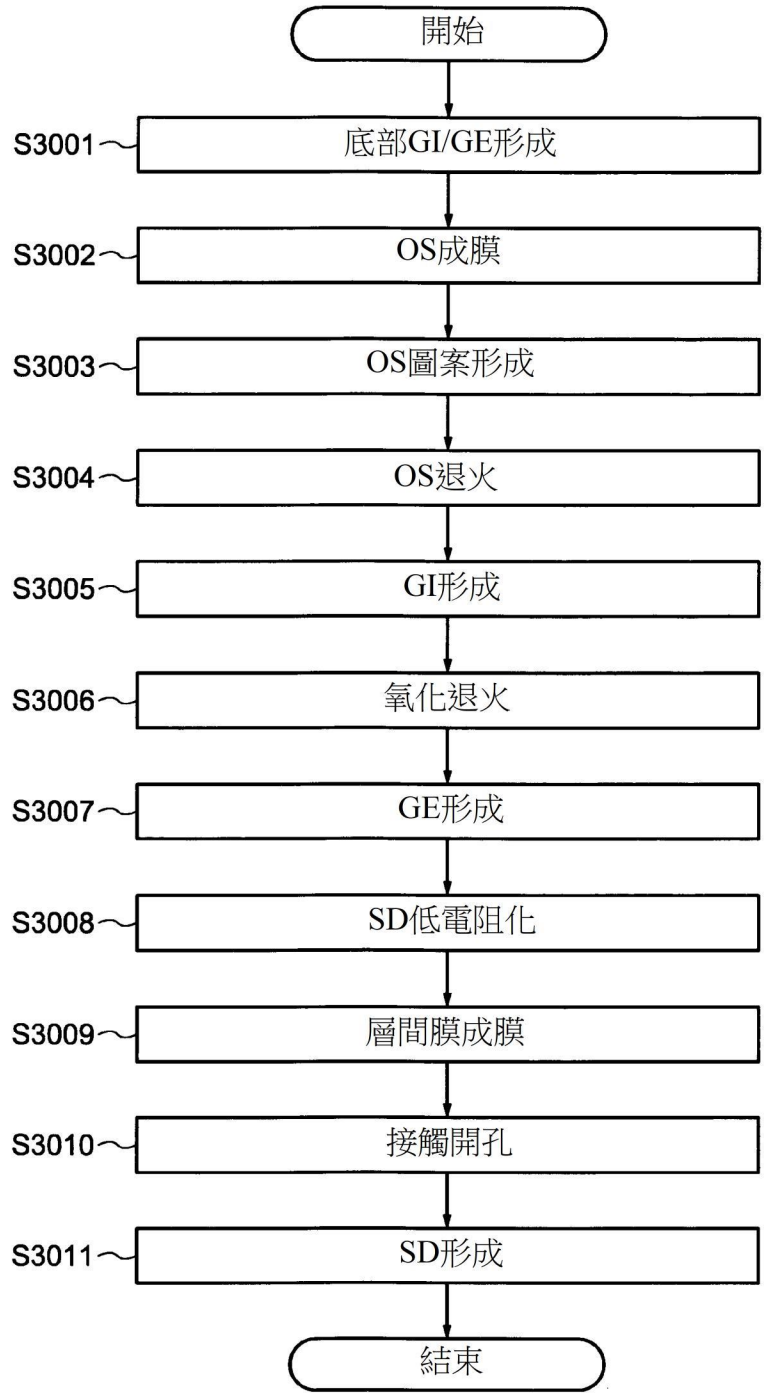 開始
S3001 底部GI/GE形成
S3002 OS成膜
S3003 OS圖案形成
S3004 OS退火
S3005 GI形成
S3006 氧化退火
S3007 GE形成
S3008 SD低電阻化
S3009 層間膜成膜
S3010 接觸開孔
S3011 SD形成
結束